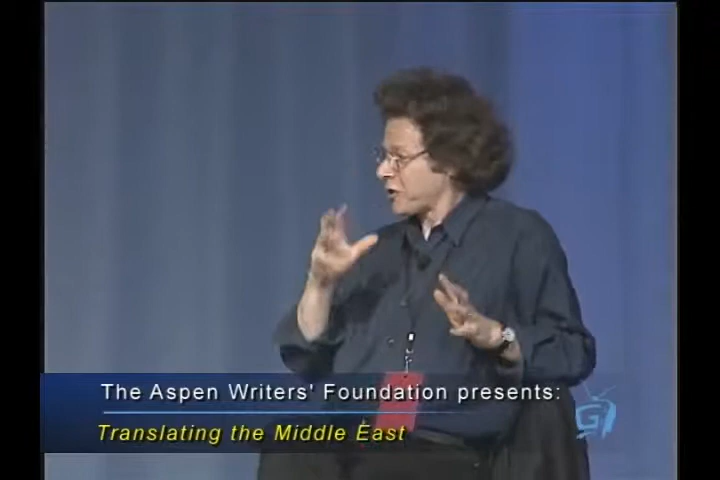 The Aspen Writers' Foundation presents:
Translating the Middle East